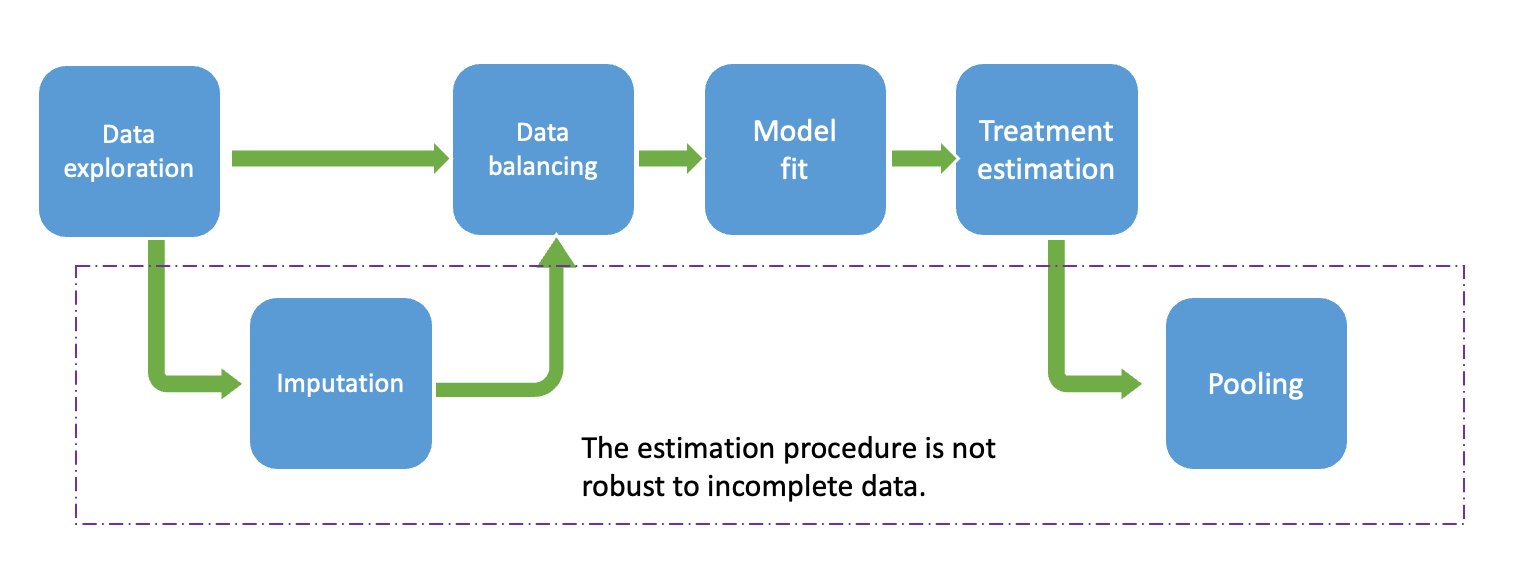 Data
exploration
Data
balancing
Model
fit
Treatment
estimation
Imputation
Pooling
The estimation procedure is not
robust to incomplete data.